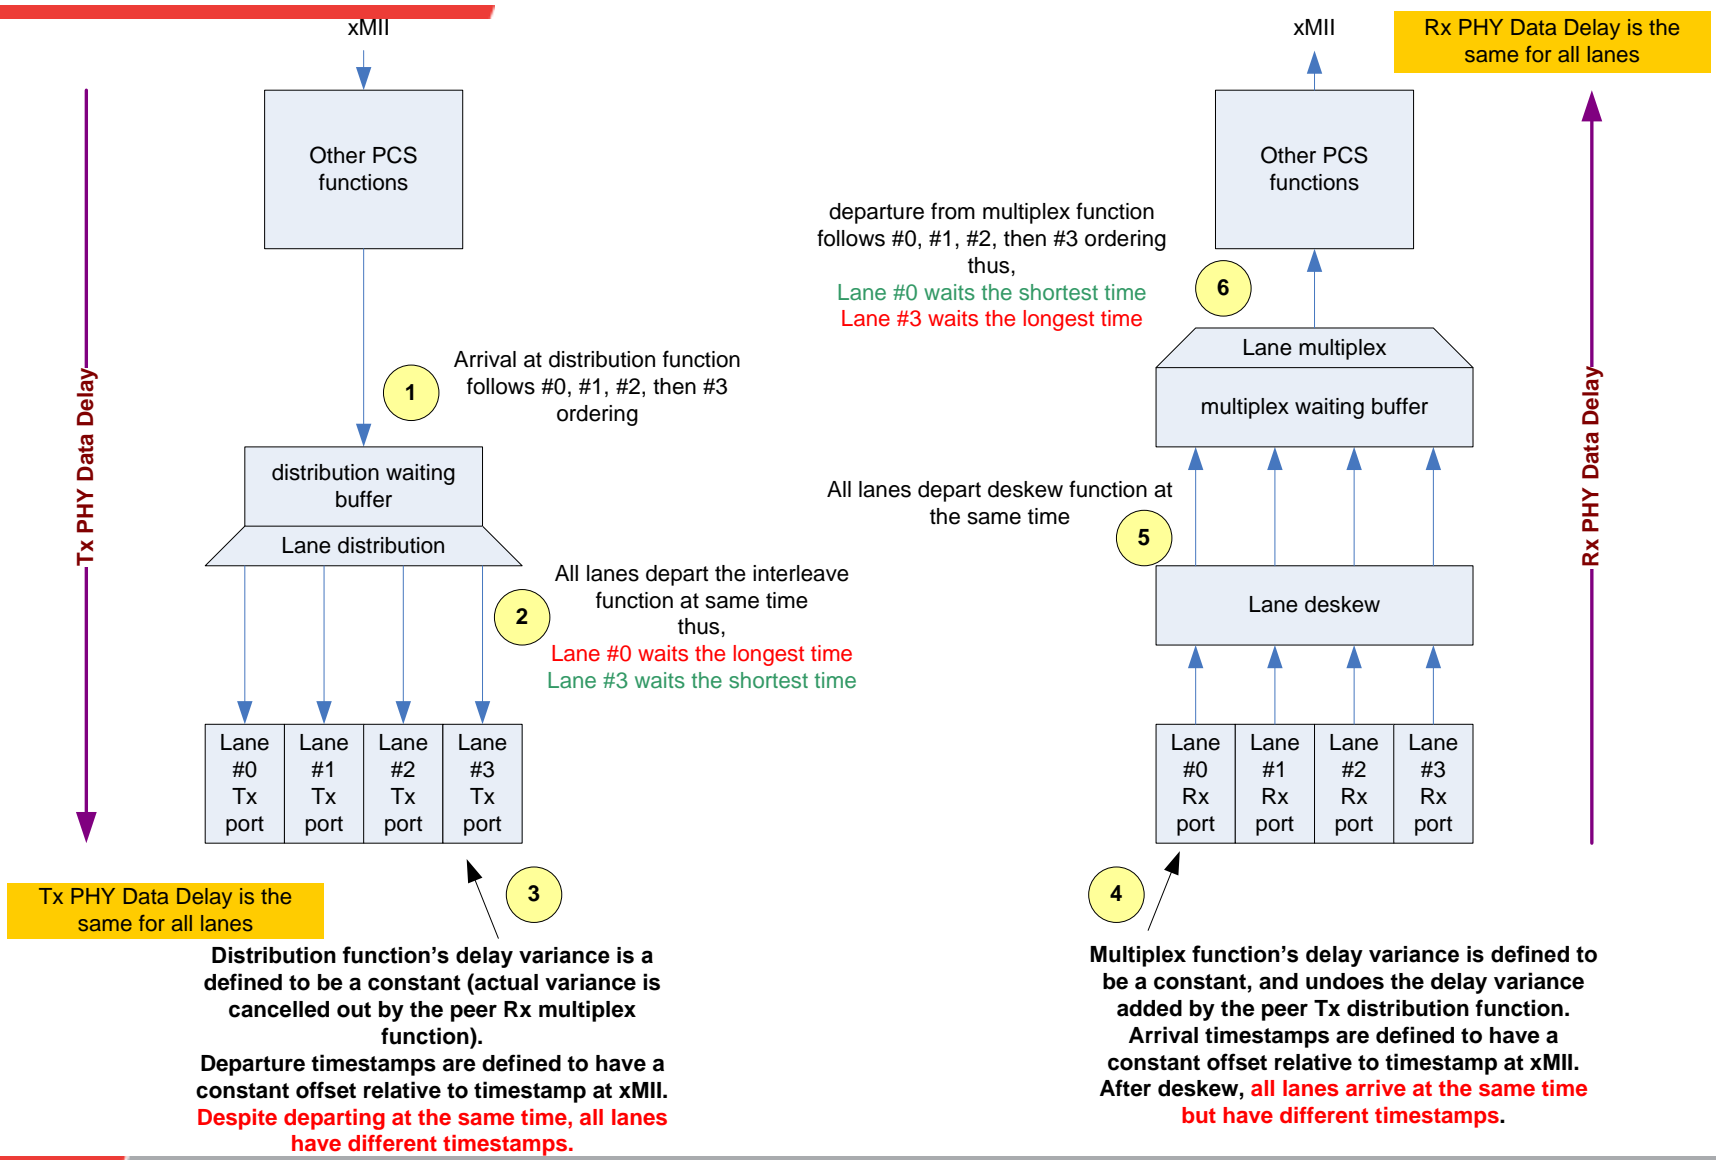 xMII
Other PCS
functions
Tx PHY Data Delay
1
Arrival at distribution function
follows #0, #1, #2, then #3
ordering
distribution waiting
buffer
Lane distribution
2
All lanes depart the interleave
function at same time
thus,
Lane #0 waits the longest time
Lane #3 waits the shortest time
Lane
#0
Tx
port
Lane
#1
Tx
port
Lane
#2
Tx
port
Lane
#3
Tx
port
3
Tx PHY Data Delay is the
same for all lanes
Distribution function’s delay variance is a
defined to be a constant (actual variance is
cancelled out by the peer Rx multiplex
function).
Departure timestamps are defined to have a
constant offset relative to timestamp at xMII.
Despite departing at the same time, all lanes
have different timestamps.
xMII
Rx PHY Data Delay is the
same for all lanes
Other PCS
functions
departure from multiplex function
follows #0, #1, #2, then #3 ordering
thus,
Lane #0 waits the shortest time
Lane #3 waits the longest time
6
Lane multiplex
multiplex waiting buffer
Rx PHY Data Delay
All lanes depart deskew function at
the same time
5
Lane deskew
Lane
#0
Rx
port
Lane
#1
Rx
port
Lane
#2
Rx
port
Lane
#3
Rx
port
4
Multiplex function’s delay variance is defined to
be a constant, and undoes the delay variance
added by the peer Tx distribution function.
Arrival timestamps are defined to have a
constant offset relative to timestamp at xMII.
After deskew, all lanes arrive at the same time
but have different timestamps.